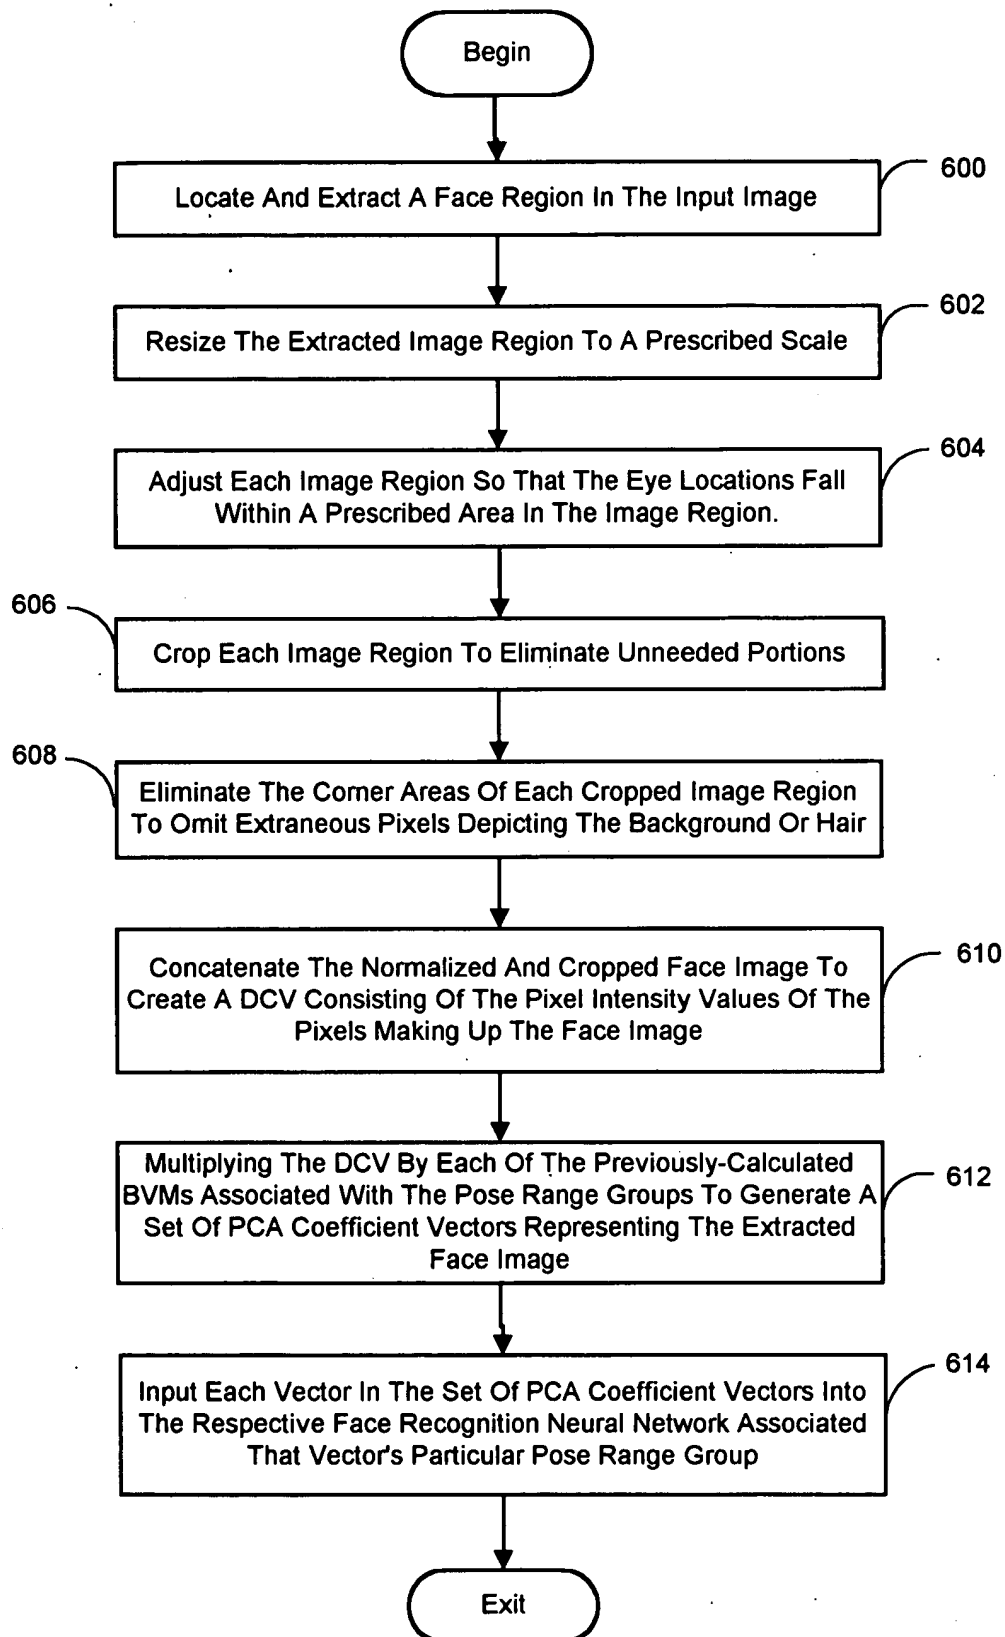 Begin
600
Locate And Extract A Face Region In The Input Image
602
Resize The Extracted Image Region To A Prescribed Scale
604
Adjust Each Image Region So That The Eye Locations Fall
Within A Prescribed Area In The Image Region.
606
Crop Each Image Region To Eliminate Unneeded Portions
608
Eliminate The Corner Areas Of Each Cropped Image Region
To Omit Extraneous Pixels Depicting The Background Or Hair
610
Concatenate The Normalized And Cropped Face Image To
Create A DCV Consisting Of The Pixel Intensity Values Of The
Pixels Making Up The Face Image
612
Multiplying The DCV By Each Of The Previously-Calculated
BVMs Associated With The Pose Range Groups To Generate A
Set Of PCA Coefficient Vectors Representing The Extracted
Face Image
614
Input Each Vector In The Set Of PCA Coefficient Vectors Into
The Respective Face Recognition Neural Network Associated
That Vector's Particular Pose Range Group
Exit